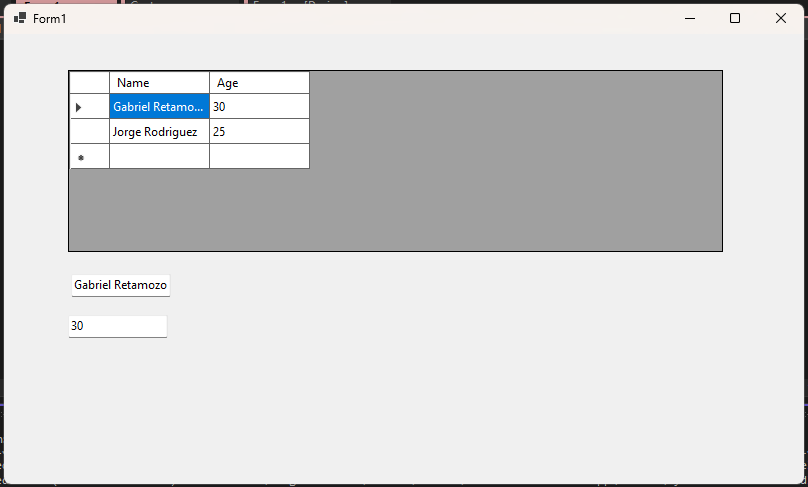 Form1
Name Age
Gabriel Retamo... 30
Jorge Rodriguez 25
Gabriel Retamozo
30